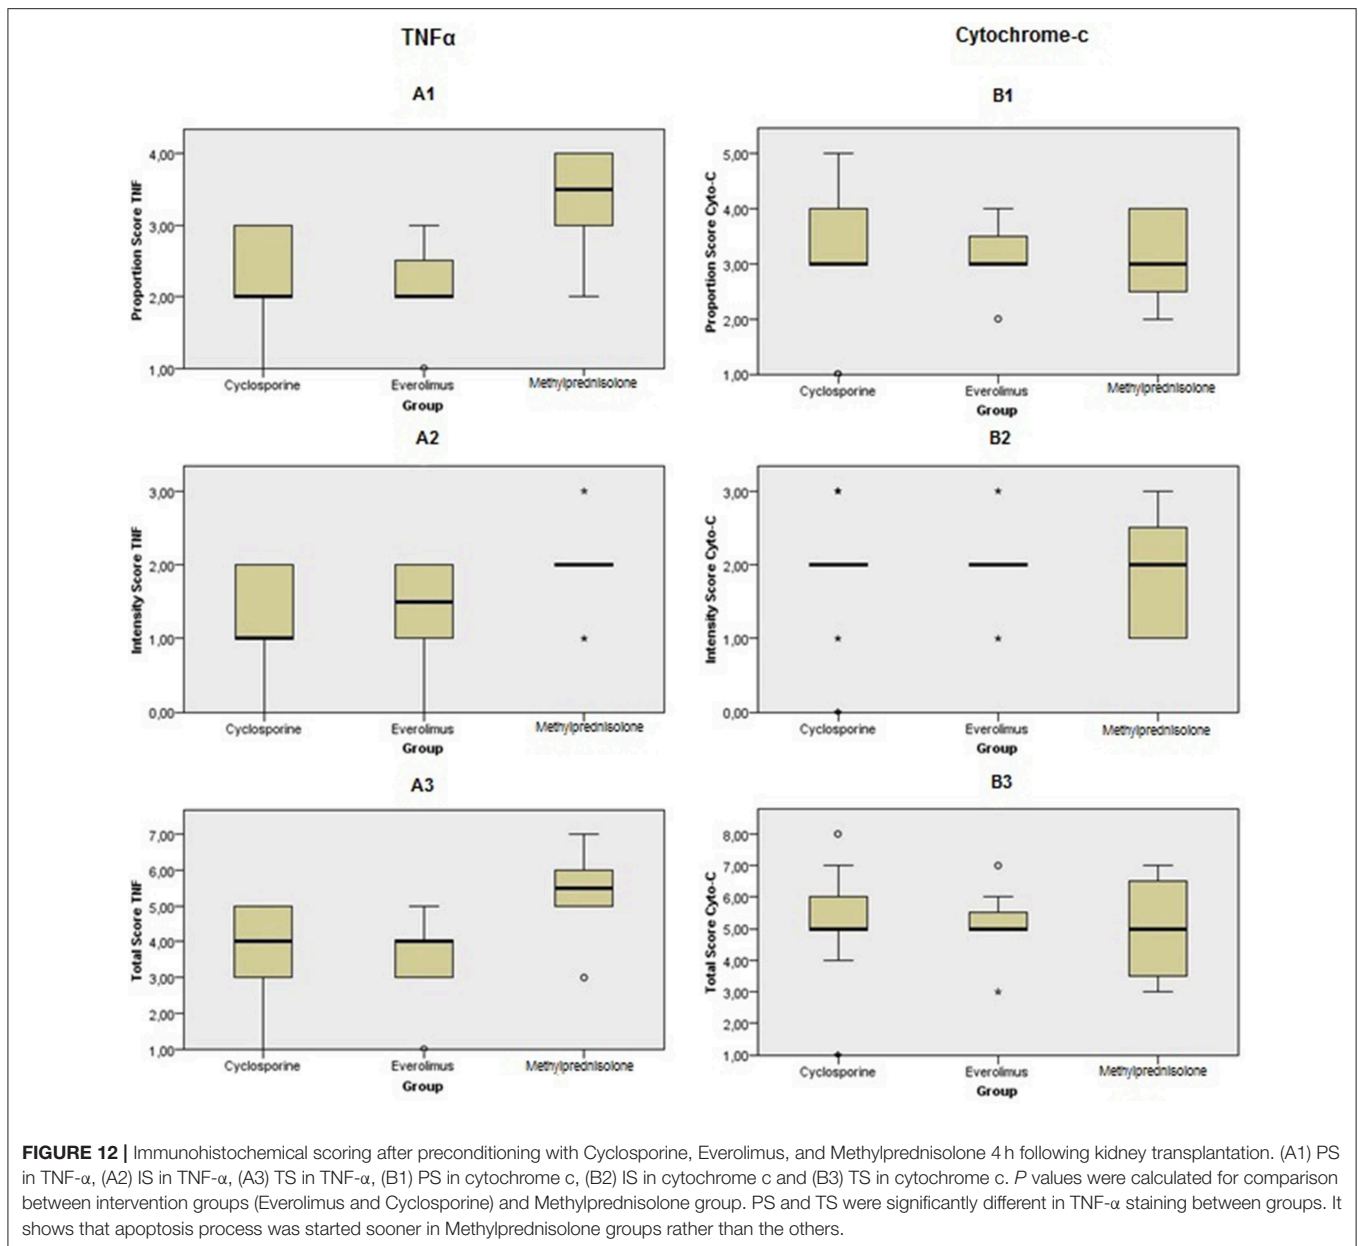 TNFα
Cytochrome-c
A1
Proportion Score TNF
4,00
3,00
2,00
1,00
Cyclosporine Everolimus Methylprednisolone
Group
B1
Proportion Score Cyto-C
5,00
4,00
3,00
2,00
1,00
Cyclosporine Everolimus Methylprednisolone
Group
A2
Intensity Score TNF
3,00
2,00
1,00
0,00
Cyclosporine Everolimus Methylprednisolone
Group
B2
Intensity Score Cyto-C
3,00
2,00
1,00
0,00
Cyclosporine Everolimus Methylprednisolone
Group
A3
Total Score TNF
7,00
6,00
5,00
4,00
3,00
2,00
1,00
Cyclosporine Everolimus Methylprednisolone
Group
B3
Total Score Cyto-C
8,00
7,00
6,00
5,00
4,00
3,00
2,00
1,00
Cyclosporine Everolimus Methylprednisolone
Group
FIGURE 12 | Immunohistochemical scoring after preconditioning with Cyclosporine, Everolimus, and Methylprednisolone 4 h following kidney transplantation. (A1) PS
in TNF-α, (A2) IS in TNF-α, (A3) TS in TNF-α, (B1) PS in cytochrome c, (B2) IS in cytochrome c and (B3) TS in cytochrome c. P values were calculated for comparison
between intervention groups (Everolimus and Cyclosporine) and Methylprednisolone group. PS and TS were significantly different in TNF-α staining between groups. It
shows that apoptosis process was started sooner in Methylprednisolone groups rather than the others.